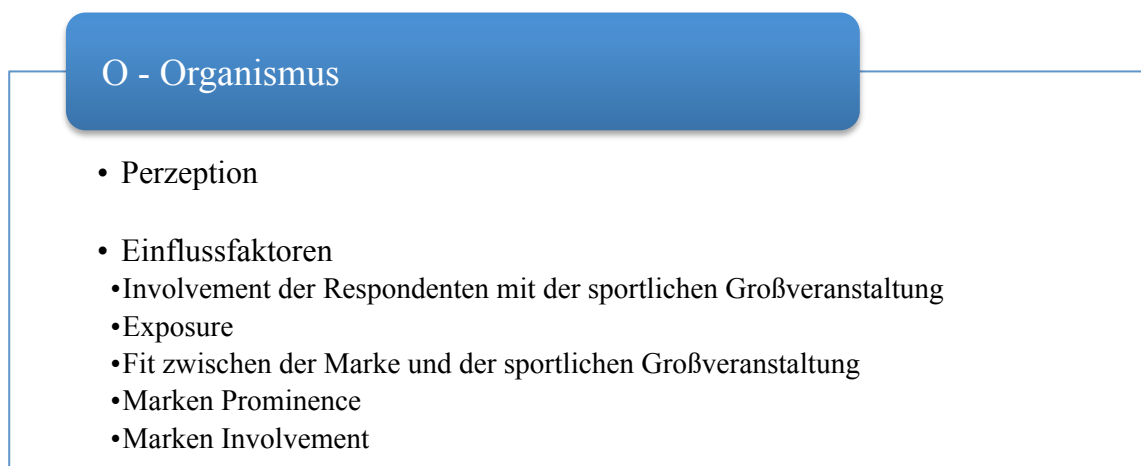 O - Organismus
• Perzeption
• Einflussfaktoren
•Involvement der Respondenten mit der sportlichen Großveranstaltung
•Exposure
•Fit zwischen der Marke und der sportlichen Großveranstaltung
•Marken Prominence
•Marken Involvement